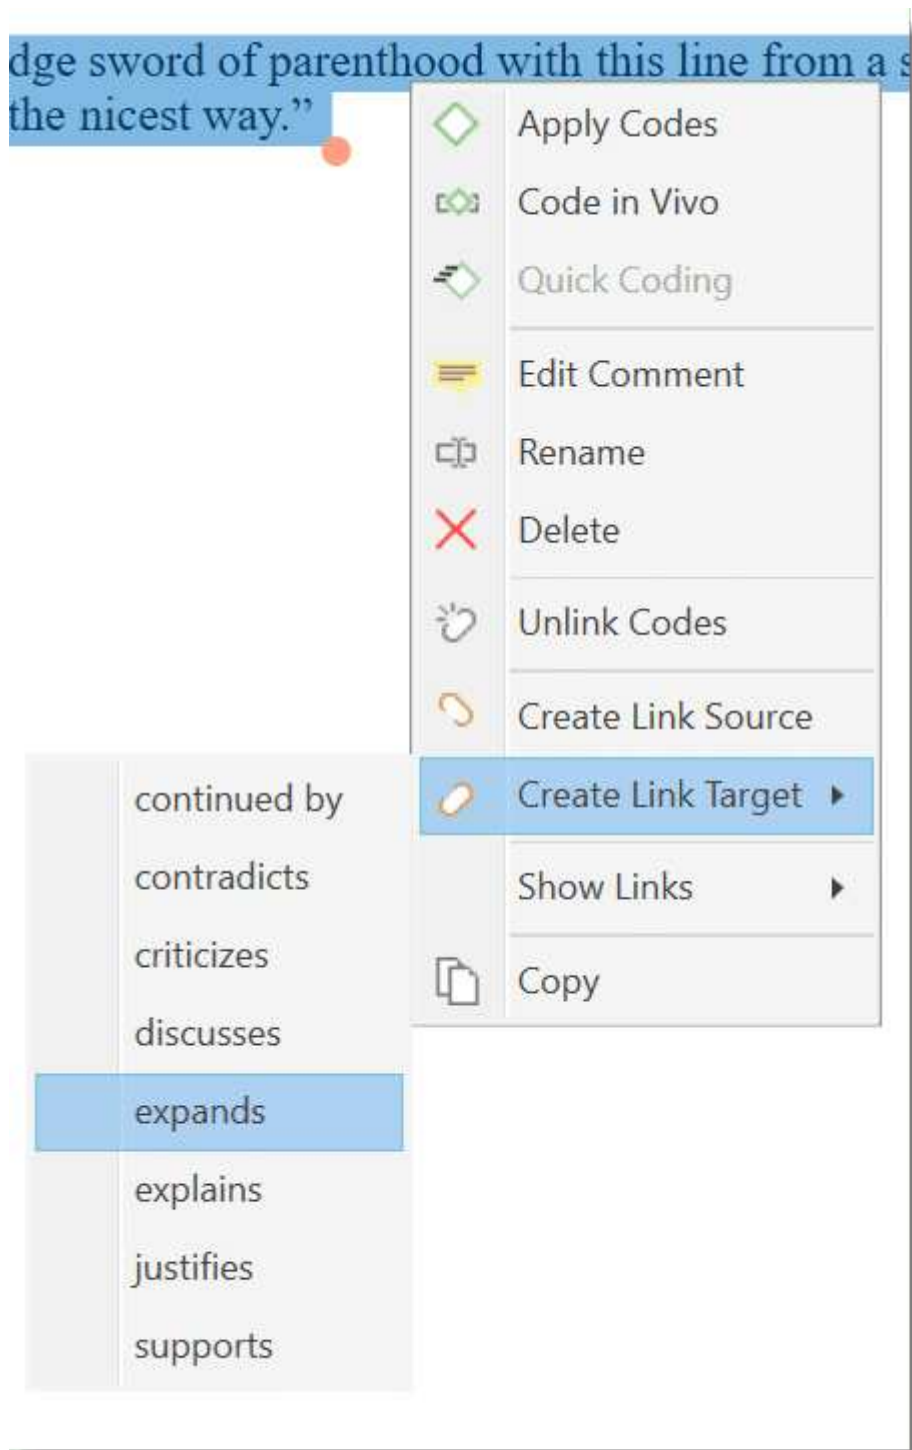 dge sword of parenthood with this line from a s
the nicest way.”
Apply Codes
Code in Vivo
Quick Coding
Edit Comment
Rename
Delete
Unlink Codes
Create Link Source
Create Link Target
Show Links
Copy
continued by
contradicts
criticizes
discusses
expands
explains
justifies
supports